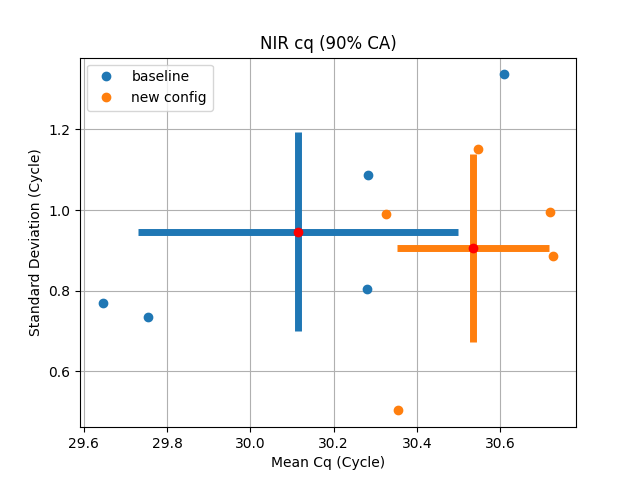 NIR cq (90% CA)
baseline
new config
Standard Deviation (Cycle)
1.2
1.0
0.8
0.6
29.6 29.8 30.0 30.2 30.4 30.6
Mean Cq (Cycle)